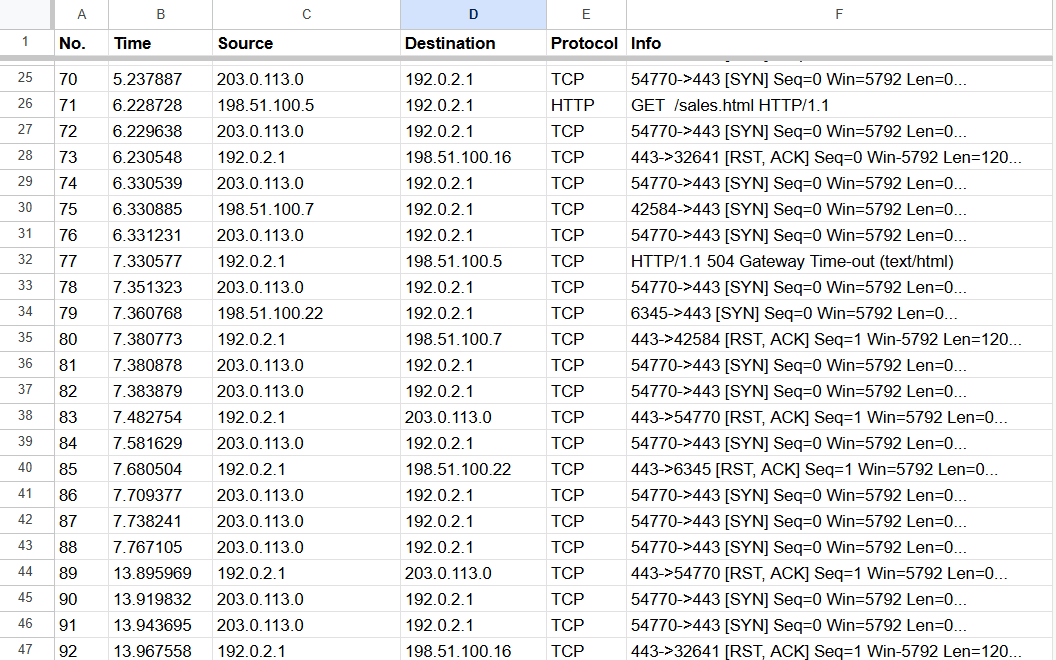 A B C D E F
1 No. Time Source Destination Protocol Info
25 70 5.237887 203.0.113.0 192.0.2.1 TCP 54770->443 [SYN] Seq=0 Win=5792 Len=0...
26 71 6.228728 198.51.100.5 192.0.2.1 HTTP GET /sales.html HTTP/1.1
27 72 6.229638 203.0.113.0 192.0.2.1 TCP 54770->443 [SYN] Seq=0 Win=5792 Len=0...
28 73 6.230548 192.0.2.1 198.51.100.16 TCP 443->32641 [RST, ACK] Seq=0 Win-5792 Len=120...
29 74 6.330539 203.0.113.0 192.0.2.1 TCP 54770->443 [SYN] Seq=0 Win=5792 Len=0...
30 75 6.330885 198.51.100.7 192.0.2.1 TCP 42584->443 [SYN] Seq=0 Win=5792 Len=0...
31 76 6.331231 203.0.113.0 192.0.2.1 TCP 54770->443 [SYN] Seq=0 Win=5792 Len=0...
32 77 7.330577 192.0.2.1 198.51.100.5 TCP HTTP/1.1 504 Gateway Time-out (text/html)
33 78 7.351323 203.0.113.0 192.0.2.1 TCP 54770->443 [SYN] Seq=0 Win=5792 Len=0...
34 79 7.360768 198.51.100.22 192.0.2.1 TCP 6345->443 [SYN] Seq=0 Win=5792 Len=0...
35 80 7.380773 192.0.2.1 198.51.100.7 TCP 443->42584 [RST, ACK] Seq=1 Win-5792 Len=120...
36 81 7.380878 203.0.113.0 192.0.2.1 TCP 54770->443 [SYN] Seq=0 Win=5792 Len=0...
37 82 7.383879 203.0.113.0 192.0.2.1 TCP 54770->443 [SYN] Seq=0 Win=5792 Len=0...
38 83 7.482754 192.0.2.1 203.0.113.0 TCP 443->54770 [RST, ACK] Seq=1 Win=5792 Len=0...
39 84 7.581629 203.0.113.0 192.0.2.1 TCP 54770->443 [SYN] Seq=0 Win=5792 Len=0...
40 85 7.680504 192.0.2.1 198.51.100.22 TCP 443->6345 [RST, ACK] Seq=1 Win=5792 Len=0...
41 86 7.709377 203.0.113.0 192.0.2.1 TCP 54770->443 [SYN] Seq=0 Win=5792 Len=0...
42 87 7.738241 203.0.113.0 192.0.2.1 TCP 54770->443 [SYN] Seq=0 Win=5792 Len=0...
43 88 7.767105 203.0.113.0 192.0.2.1 TCP 54770->443 [SYN] Seq=0 Win=5792 Len=0...
44 89 13.895969 192.0.2.1 203.0.113.0 TCP 443->54770 [RST, ACK] Seq=1 Win=5792 Len=0...
45 90 13.919832 203.0.113.0 192.0.2.1 TCP 54770->443 [SYN] Seq=0 Win=5792 Len=0...
46 91 13.943695 203.0.113.0 192.0.2.1 TCP 54770->443 [SYN] Seq=0 Win=5792 Len=0...
47 92 13.967558 192.0.2.1 198.51.100.16 TCP 443->32641 [RST, ACK] Seq=1 Win=5792 Len=120...